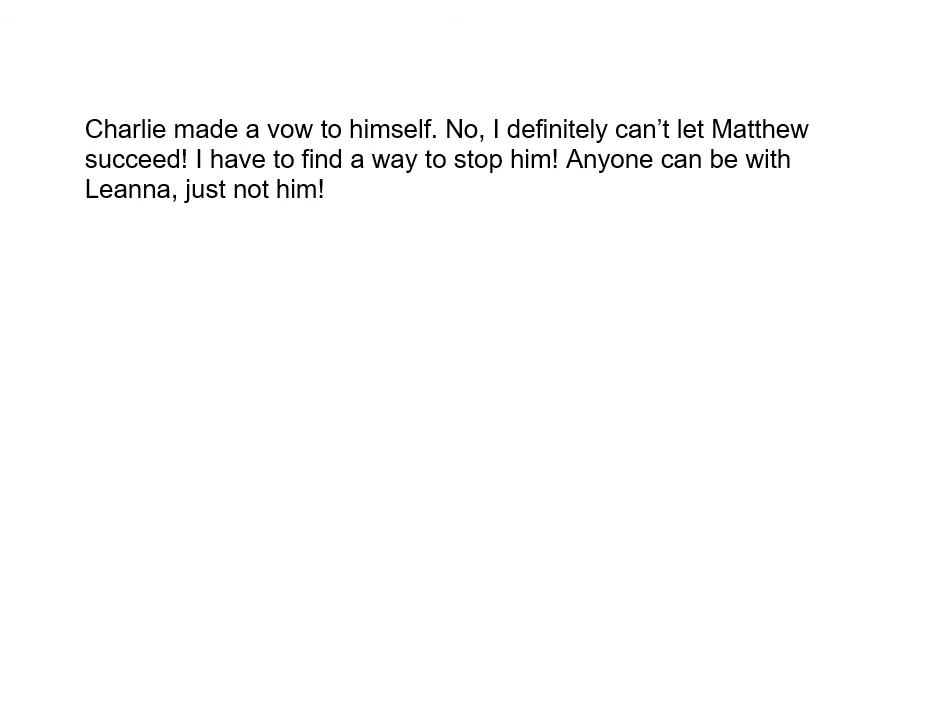 Charlie made a vow to himself. No, I definitely can’t let Matthew
succeed! I have to find a way to stop him! Anyone can be with
Leanna, just not him!